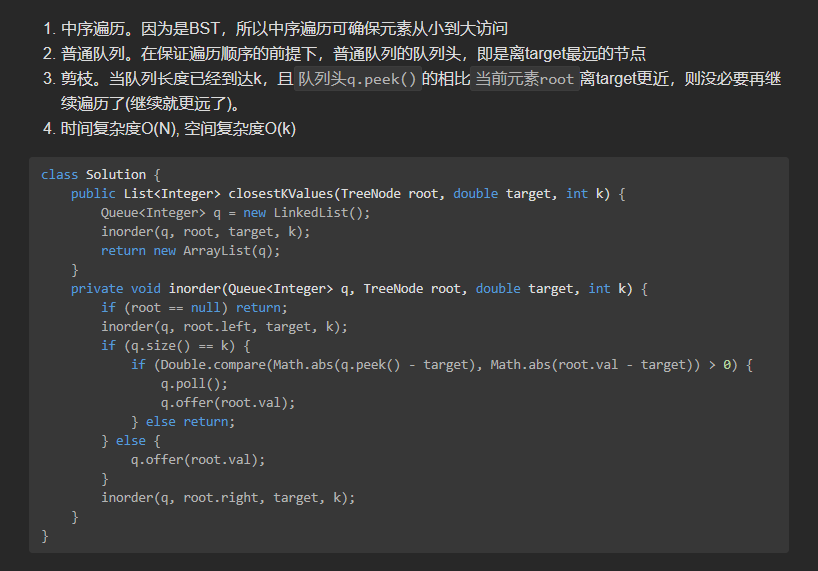 1. 中序遍历。因为是BST，所以中序遍历可确保元素从小到大访问
2. 普通队列。在保证遍历顺序的前提下，普通队列的队列头，即是离target最远的节点
3. 剪枝。当队列长度已经到达k，且队列头q.peek()的相比当前元素root离target更近，则没必要再继
续遍历了(继续就更远了)。
4. 时间复杂度O(N), 空间复杂度O(k)
class Solution {
    public List<Integer> closestKValues(TreeNode root, double target, int k) {
        Queue<Integer> q = new LinkedList();
        inorder(q, root, target, k);
        return new ArrayList(q);
    }
    private void inorder(Queue<Integer> q, TreeNode root, double target, int k) {
        if (root == null) return;
        inorder(q, root.left, target, k);
        if (q.size() == k) {
            if (Double.compare(Math.abs(q.peek() - target), Math.abs(root.val - target)) > 0) {
                q.poll();
                q.offer(root.val);
            } else return;
        } else {
            q.offer(root.val);
        }
        inorder(q, root.right, target, k);
    }
}